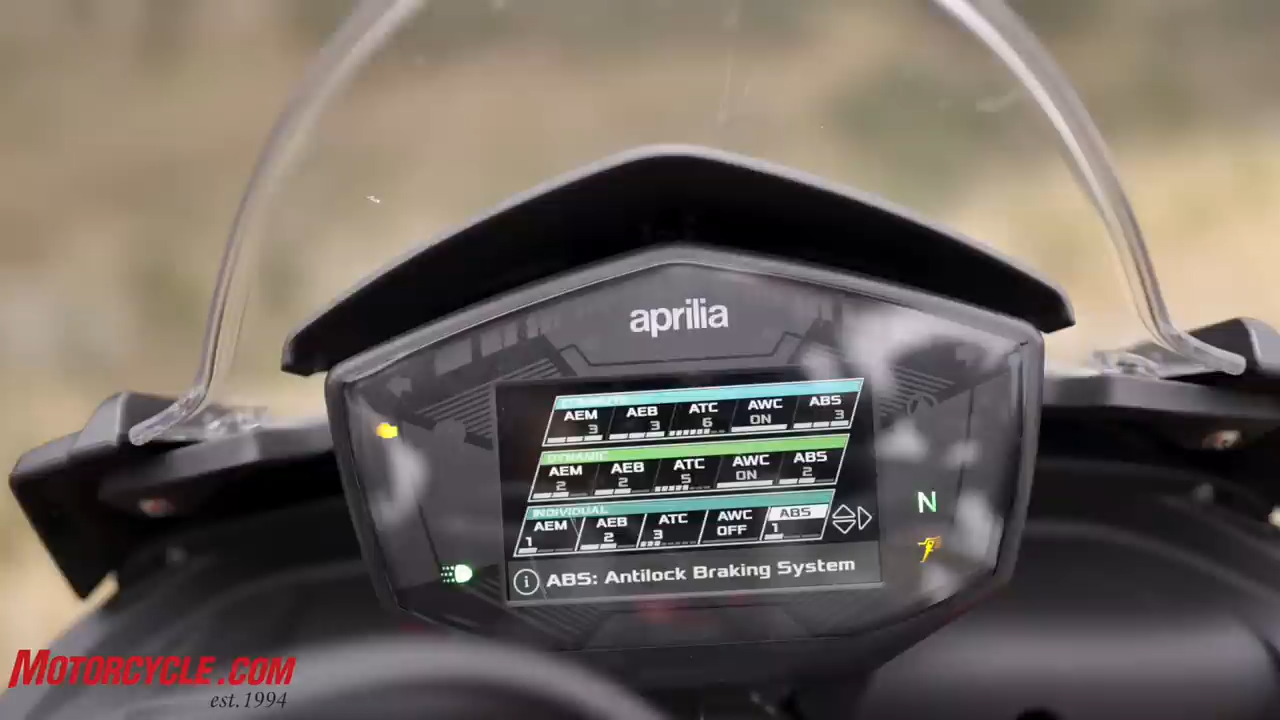 aprilia
AEM AEB ATC AWC ABS
3 3 6 ON 3
DYNAMIC
AEM AEB ATC AWC ABS
2 2 5 ON 2
INDIVIDUAL
AEM AEB ATC AWC ABS
1 2 3 OFF 1
i ABS: Antilock Braking System
N
MOTORCYCLE.COM
est. 1994